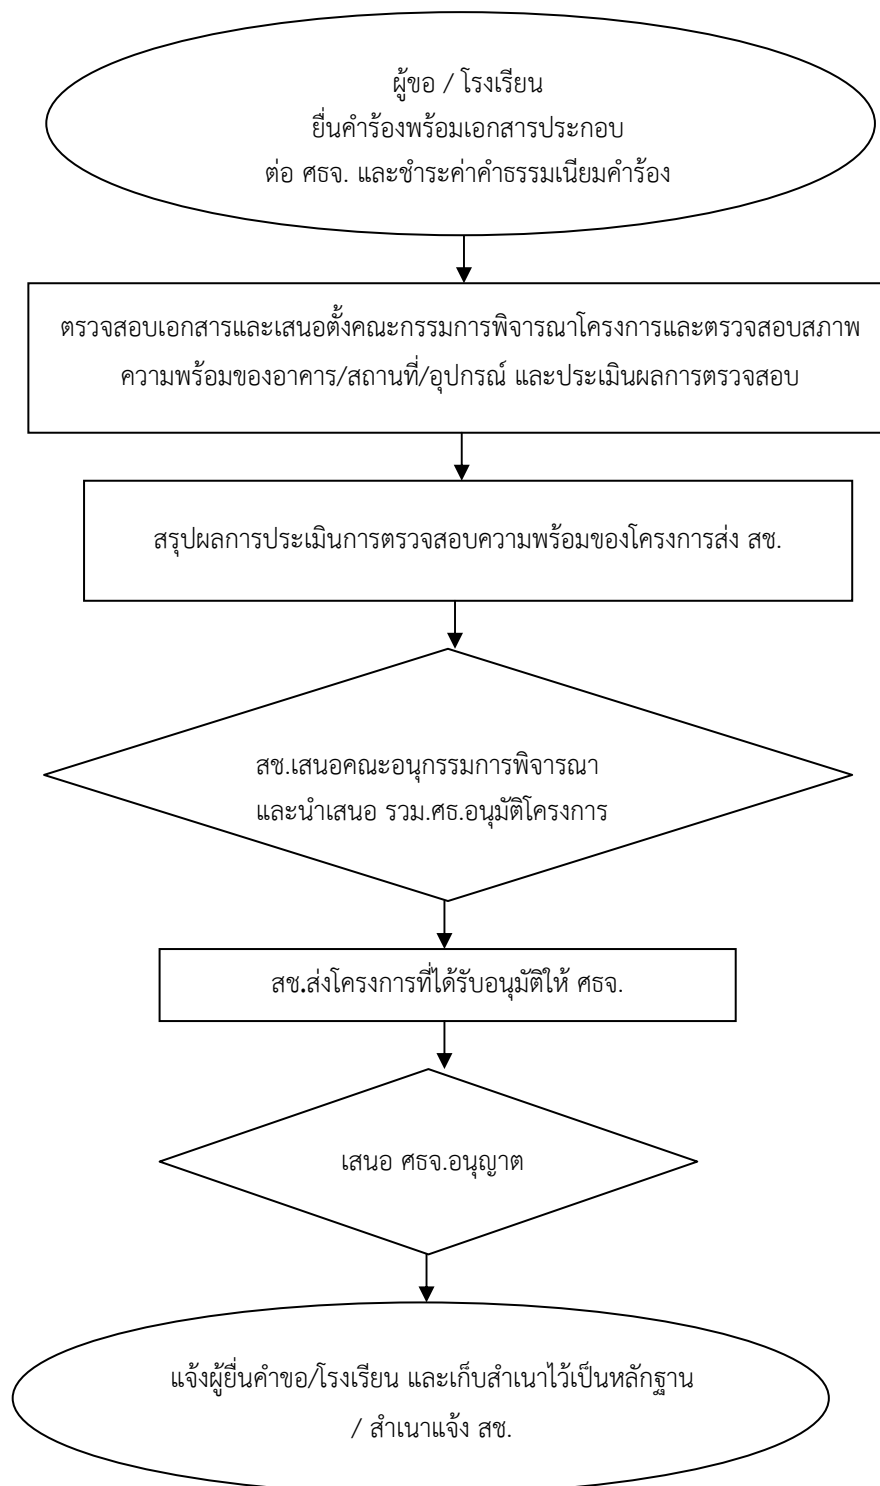 ผู้ขอ / โรงเรียน
ยื่นคำร้องพร้อมเอกสารประกอบ
ต่อ ศธจ. และชำระค่าคำธรรมเนียมคำร้อง
ตรวจสอบเอกสารและเสนอตั้งคณะกรรมการพิจารณาโครงการและตรวจสอบสภาพ
ความพร้อมของอาคาร/สถานที่/อุปกรณ์ และประเมินผลการตรวจสอบ
สรุปผลการประเมินการตรวจสอบความพร้อมของโครงการส่ง สช.
สช.เสนอคณะอนุกรรมการพิจารณา
และนำเสนอ รวม.ศธ.อนุมัติโครงการ
สช.ส่งโครงการที่ได้รับอนุมัติให้ ศธจ.
เสนอ ศธจ.อนุญาต
แจ้งผู้ยื่นคำขอ/โรงเรียน และเก็บสำเนาไว้เป็นหลักฐาน
/ สำเนาแจ้ง สช.